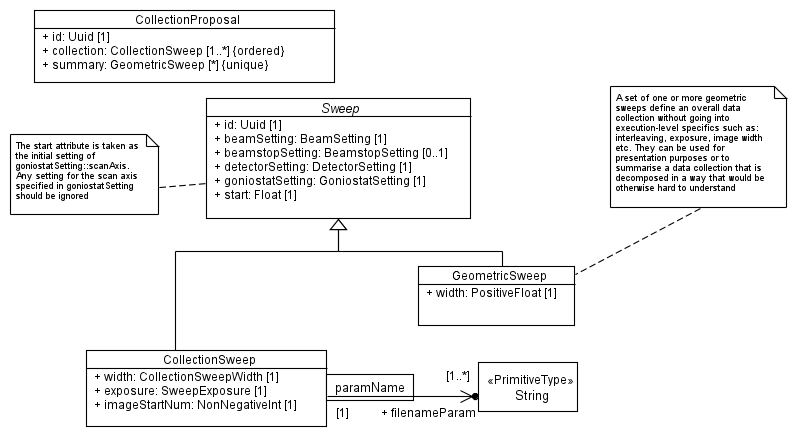 CollectionProposal
+ id: Uuid [1]
+ collection: CollectionSweep [1..*] {ordered}
+ summary: GeometricSweep [*] {unique}
Sweep
+ id: Uuid [1]
+ beamSetting: BeamSetting [1]
+ beamstopSetting: BeamstopSetting [0..1]
+ detectorSetting: DetectorSetting [1]
+ goniostatSetting: GoniostatSetting [1]
+ start: Float [1]
The start attribute is taken as
the initial setting of
goniostatSetting::scanAxis.
Any setting for the scan axis
specified in goniostatSetting
should be ignored
A set of one or more geometric
sweeps define an overall data
collection without going into
execution-level specifics such as:
interleaving, exposure, image width
etc. They can be used for
presentation purposes or to
summarise a data collection that is
decomposed in a way that would be
otherwise hard to understand
GeometricSweep
+ width: PositiveFloat [1]
CollectionSweep
+ width: CollectionSweepWidth [1]
+ exposure: SweepExposure [1]
+ imageStartNum: NonNegativeInt [1]
paramName
[1]
[1..*]
+ filenameParam
«PrimitiveType»
String